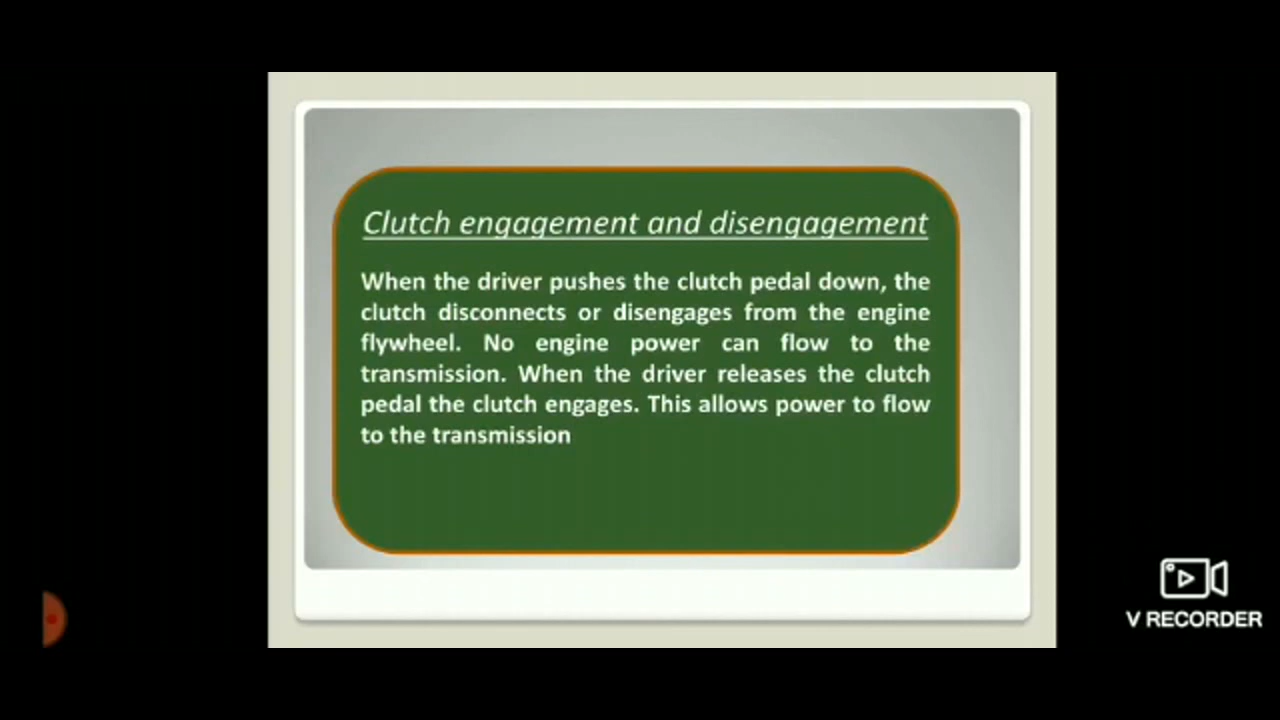 Clutch engagement and disengagement
When the driver pushes the clutch pedal down, the
clutch disconnects or disengages from the engine
flywheel. No engine power can flow to the
transmission. When the driver releases the clutch
pedal the clutch engages. This allows power to flow
to the transmission
V RECORDER